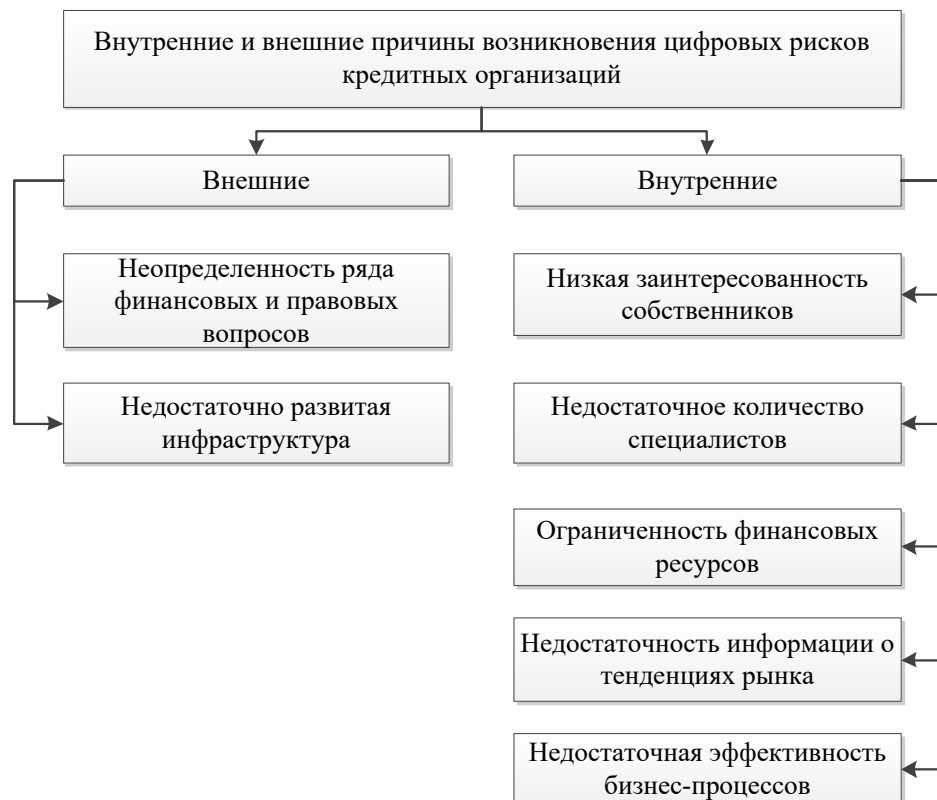 Внутренние и внешние причины возникновения цифровых рисков
кредитных организаций
Внешние
Внутренние
Неопределенность ряда
финансовых и правовых
вопросов
Низкая заинтересованность
собственников
Недостаточно развитая
инфраструктура
Недостаточное количество
специалистов
Ограниченность финансовых
ресурсов
Недостаточность информации о
тенденциях рынка
Недостаточная эффективность
бизнес-процессов